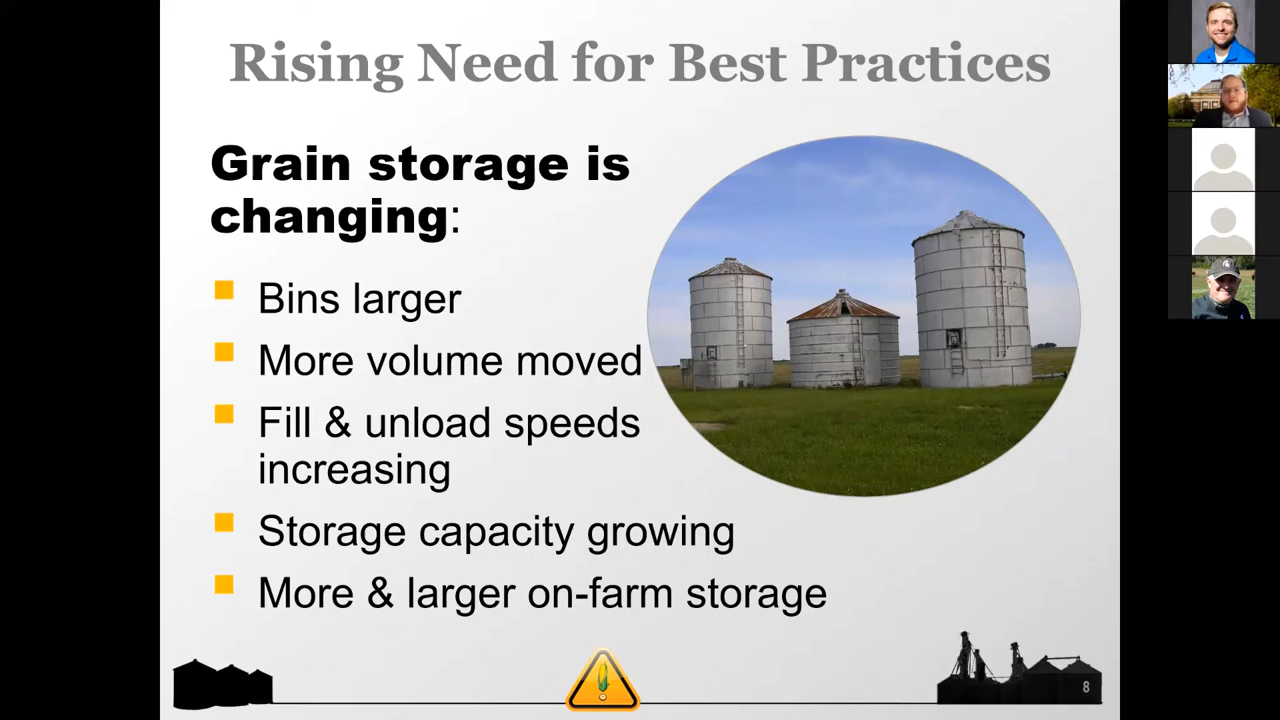 Rising Need for Best Practices
Grain storage is
changing:
Bins larger
More volume moved
Fill & unload speeds
increasing
Storage capacity growing
More & larger on-farm storage
8